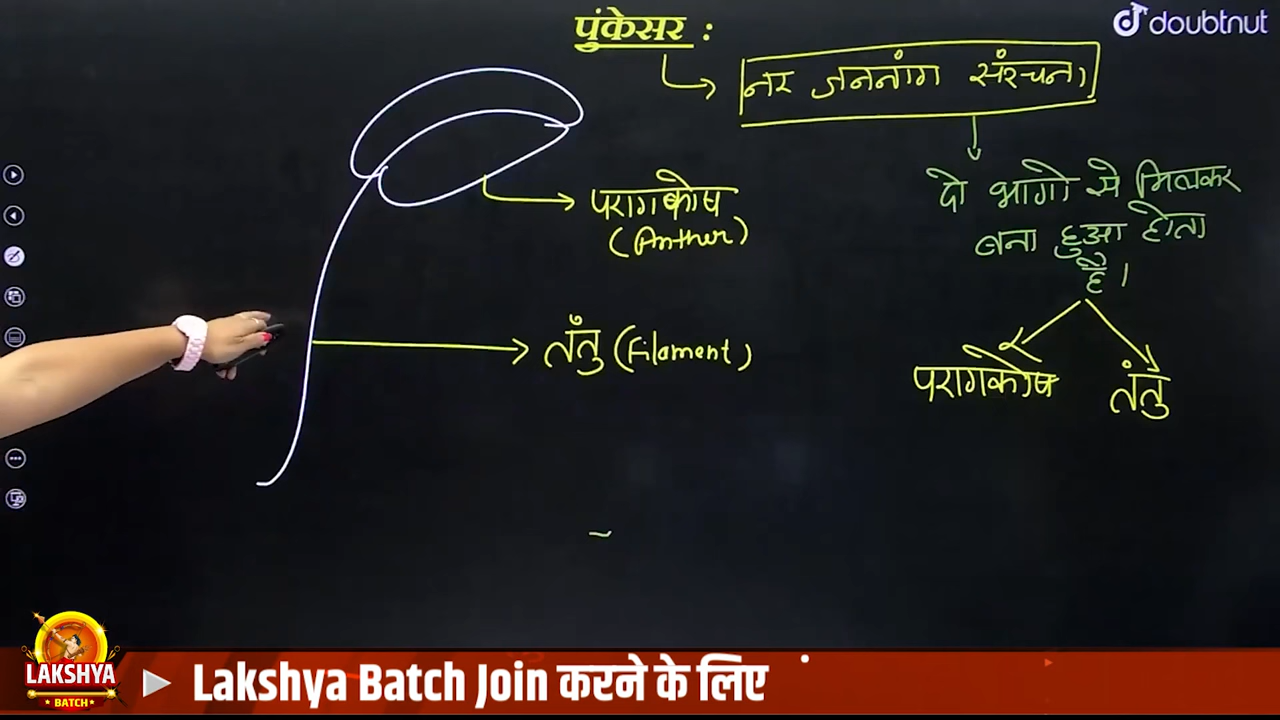 पुंकेसर :
doubtnut
नर जननांग संरचना
दो भागो से मिलकर
बना हुआ होता
है।
परागकोष
(Anther)
तंतु (Filament)
परागकोष तंतु
LAKSHYA
BATCH
Lakshya Batch Join करने के लिए